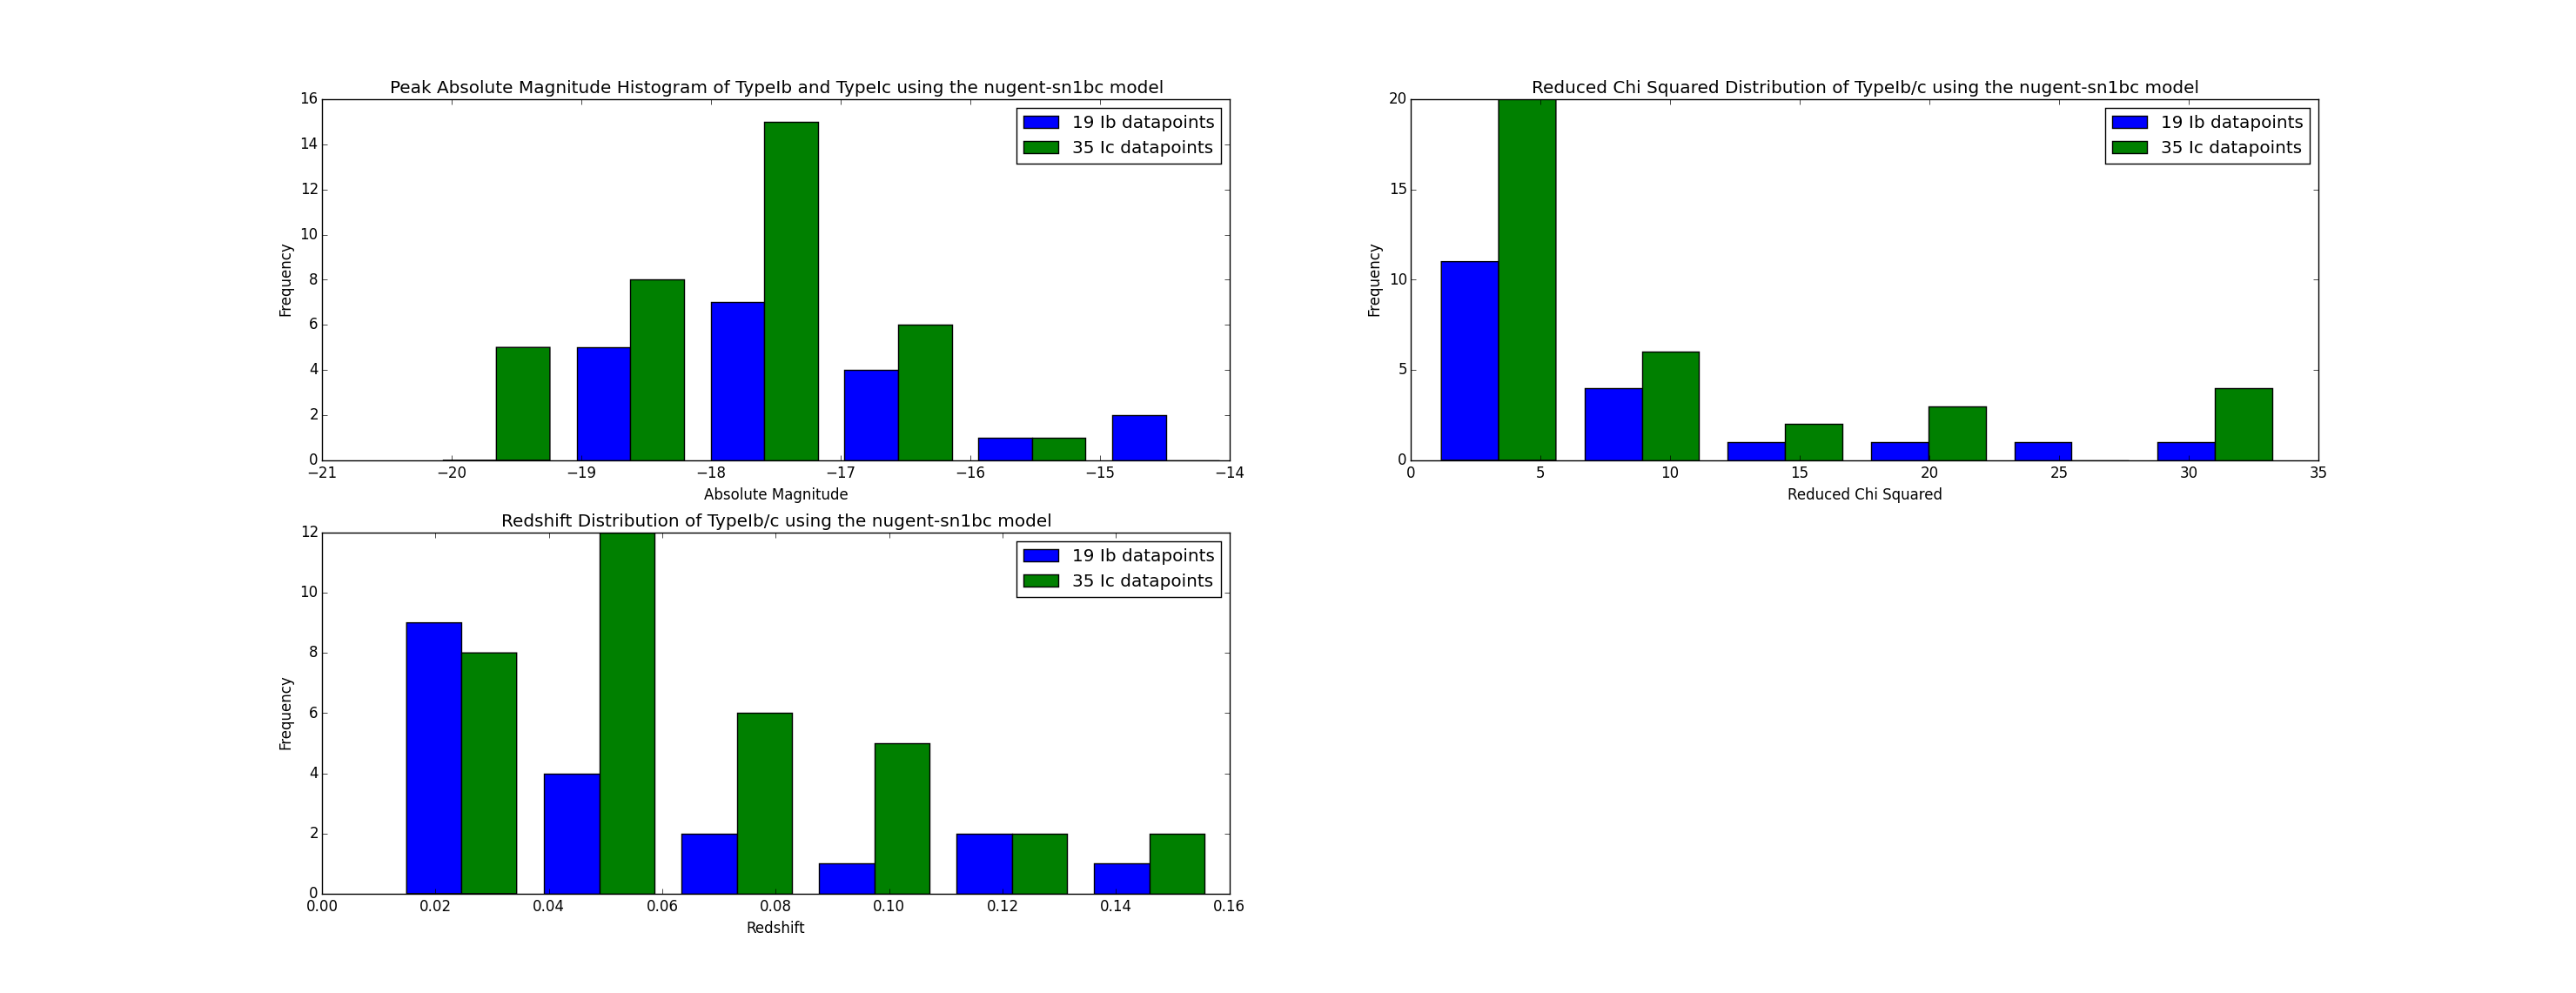 Peak Absolute Magnitude Histogram of TypeIb and TypeIc using the nugent-sn1bc model
16
14
12
10
8
6
4
2
0
Frequency
19 Ib datapoints
35 Ic datapoints
−21 −20 −19 −18 −17 −16 −15 −14
Absolute Magnitude
Reduced Chi Squared Distribution of TypeIb/c using the nugent-sn1bc model
20
15
10
5
0
Frequency
19 Ib datapoints
35 Ic datapoints
0 5 10 15 20 25 30 35
Reduced Chi Squared
Redshift Distribution of TypeIb/c using the nugent-sn1bc model
12
10
8
6
4
2
0
Frequency
19 Ib datapoints
35 Ic datapoints
0.00 0.02 0.04 0.06 0.08 0.10 0.12 0.14 0.16
Redshift